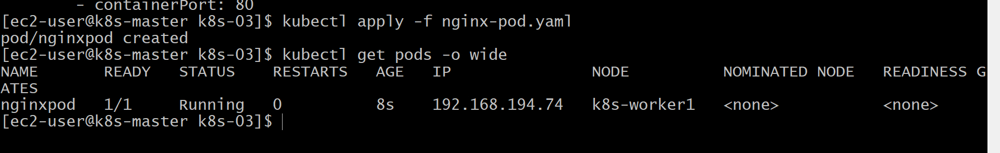 - containerPort: 80
[ec2-user@k8s-master k8s-03]$ kubectl apply -f nginx-pod.yaml
pod/nginxpod created
[ec2-user@k8s-master k8s-03]$ kubectl get pods -o wide
NAME READY STATUS RESTARTS AGE IP NODE NOMINATED NODE READINESS G
ATES
nginxpod 1/1 Running 0 8s 192.168.194.74 k8s-worker1 <none> <none>
[ec2-user@k8s-master k8s-03]$